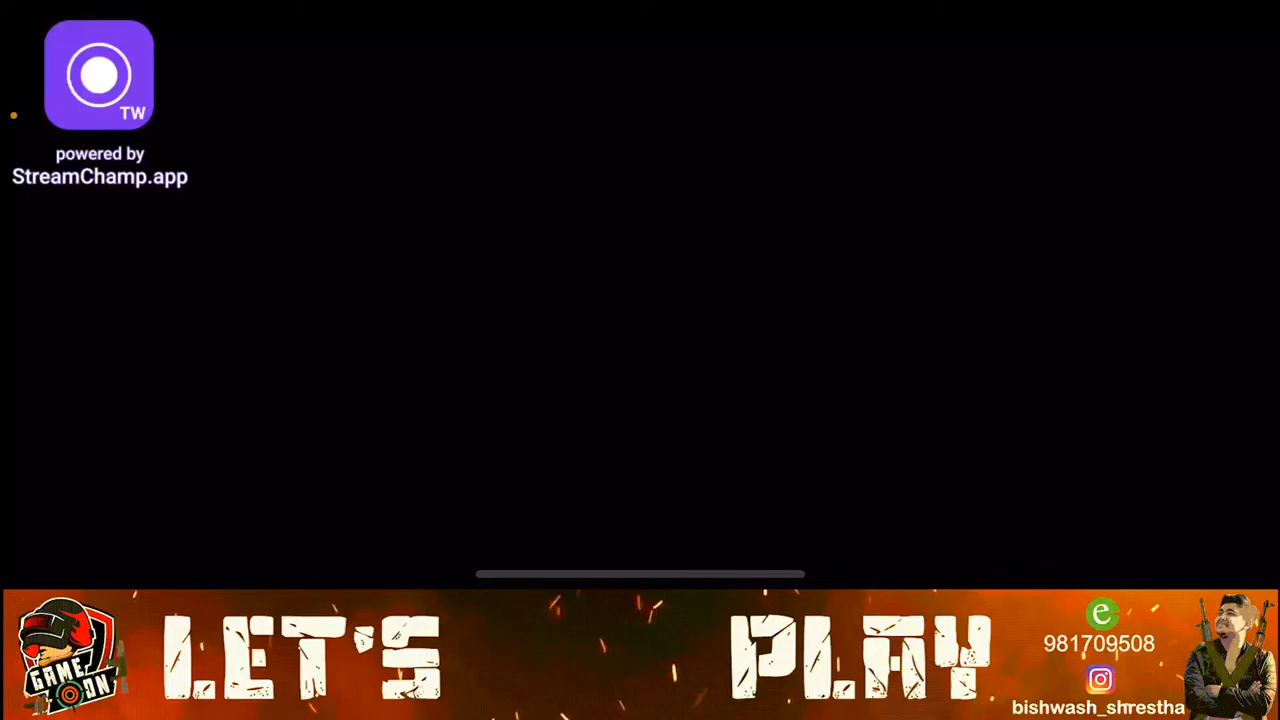 TW
powered by
StreamChamp.app
GAME
ON
LET'S PLAY
e
981709508
bishwash_shrestha